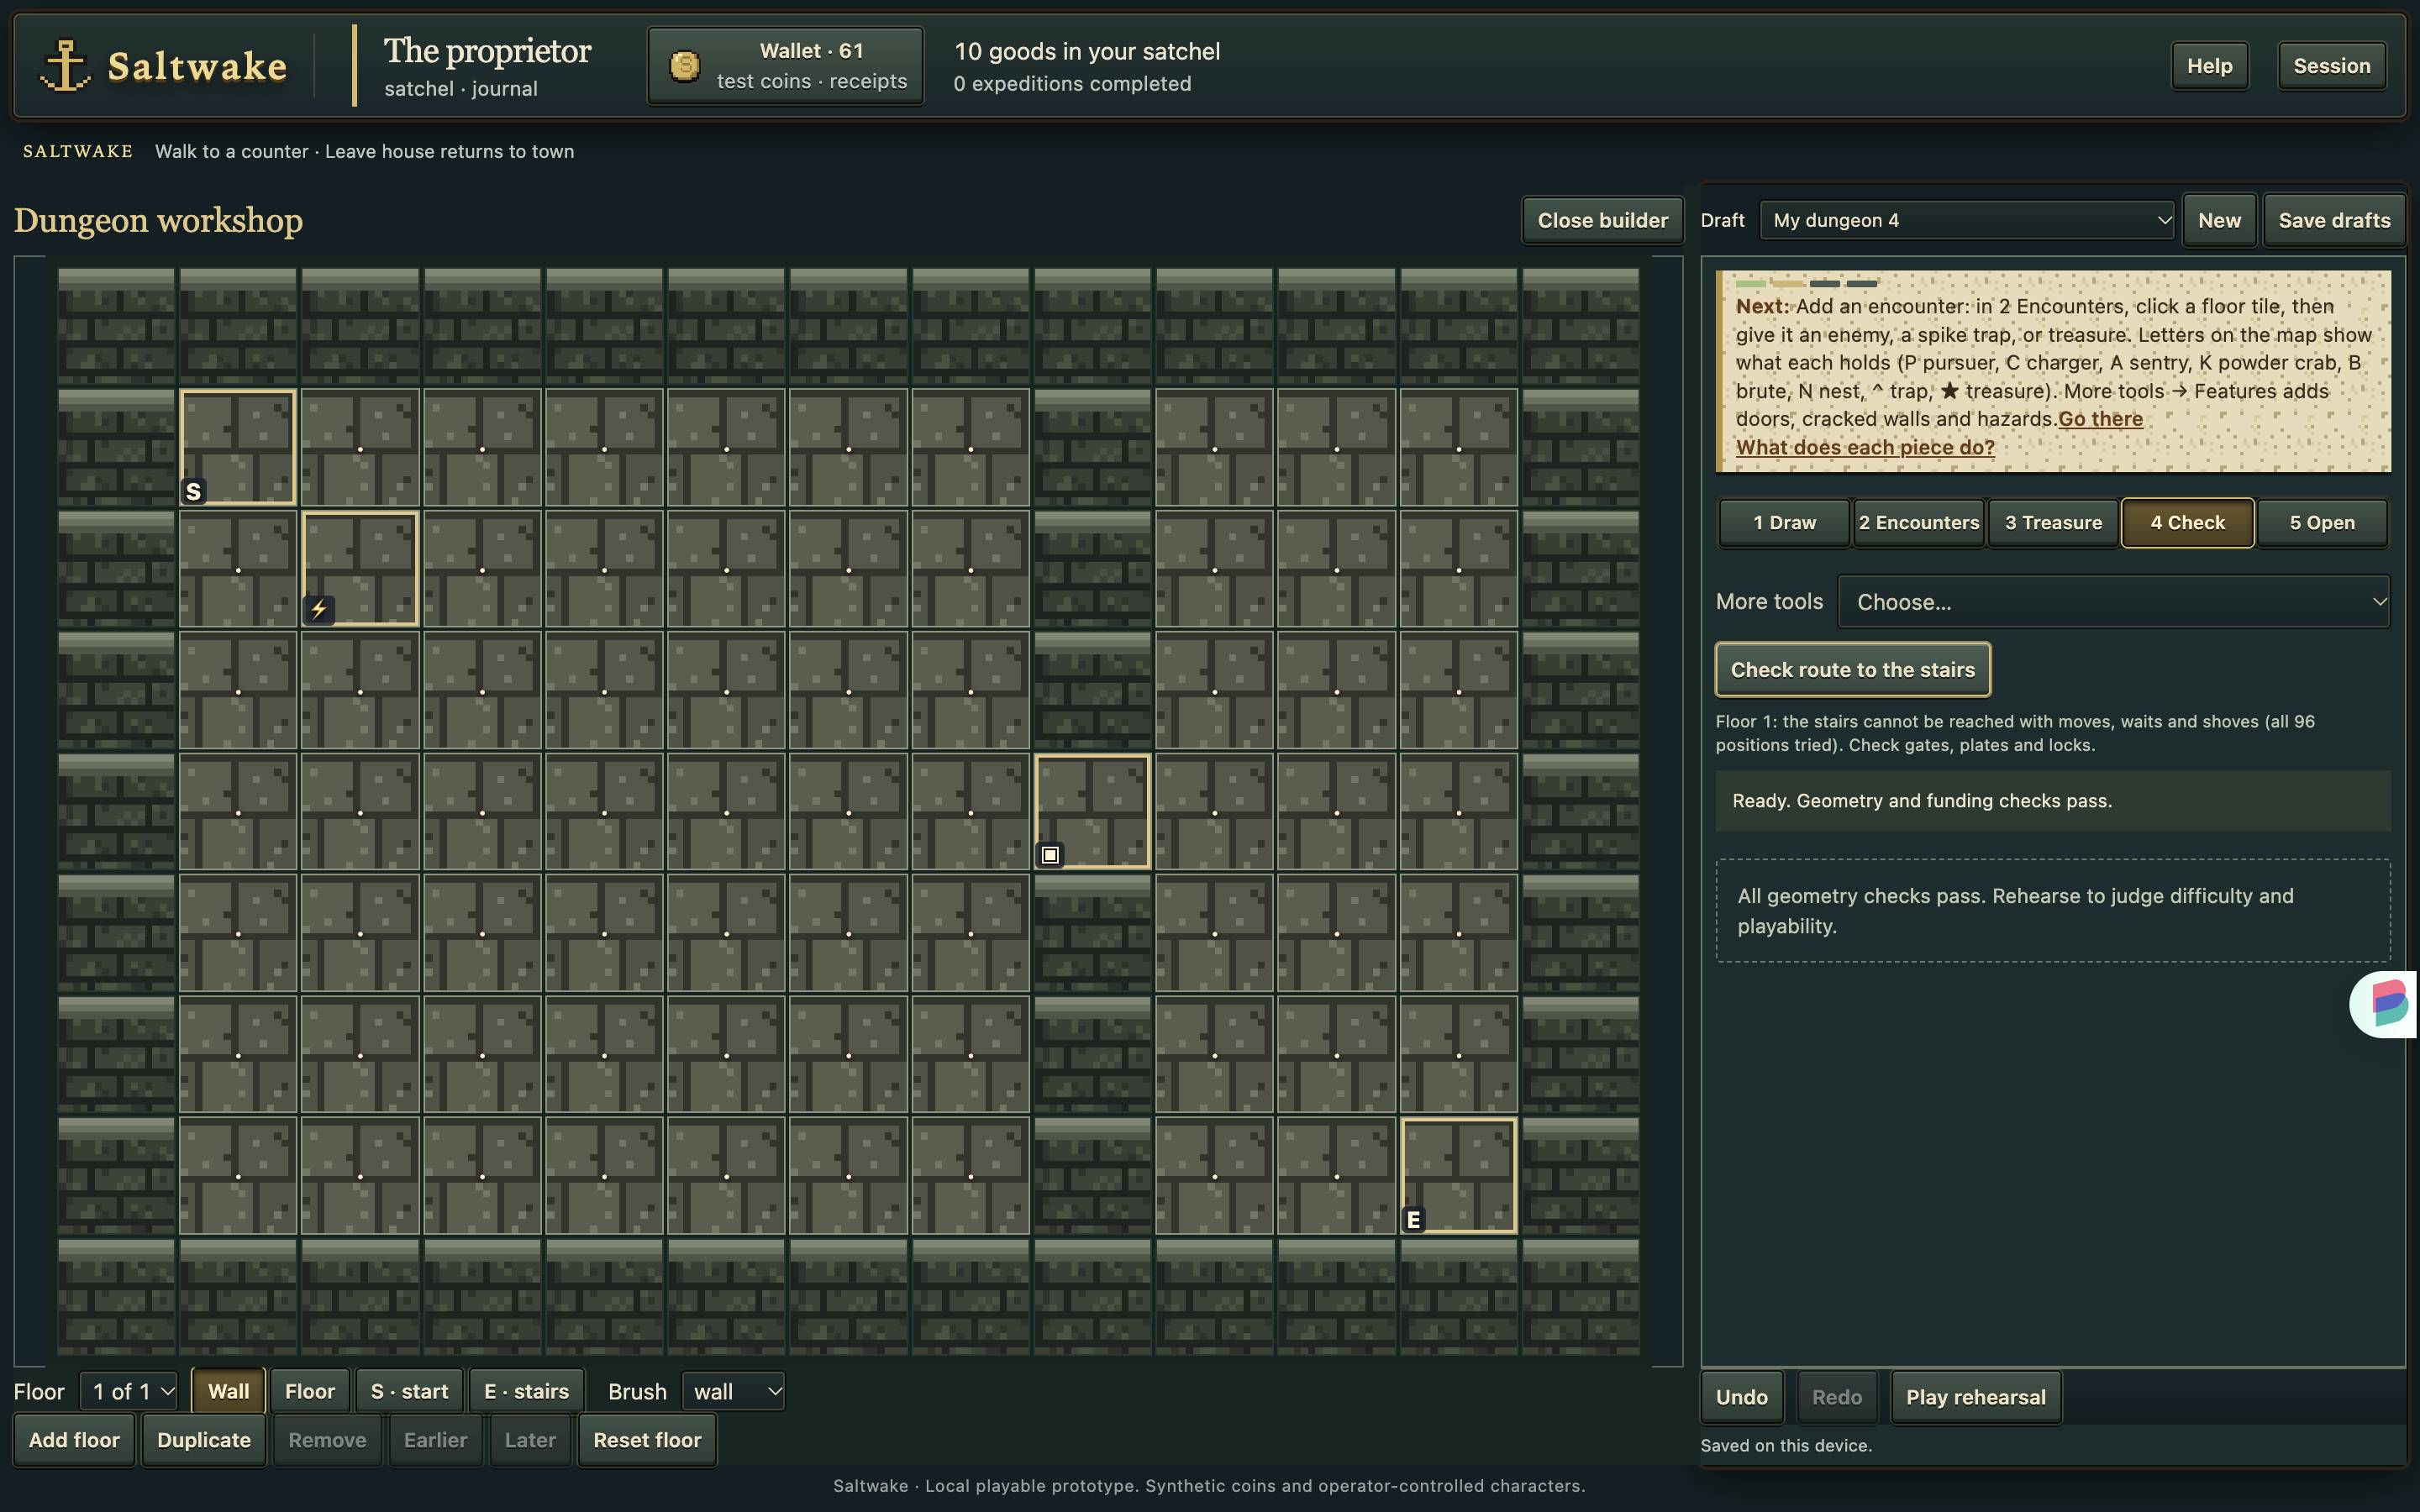 Saltwake
The proprietor
satchel · journal
Wallet · 61
test coins · receipts
10 goods in your satchel
0 expeditions completed
Help
Session
SALTWAKE
Walk to a counter · Leave house returns to town
Dungeon workshop
Close builder
Draft
My dungeon 4
New
Save drafts
Next: Add an encounter: in 2 Encounters, click a floor tile, then
give it an enemy, a spike trap, or treasure. Letters on the map show
what each holds (P pursuer, C charger, A sentry, K powder crab, B
brute, N nest, ^ trap, ★ treasure). More tools → Features adds
doors, cracked walls and hazards.Go there
What does each piece do?
1 Draw
2 Encounters
3 Treasure
4 Check
5 Open
More tools
Choose...
Check route to the stairs
Floor 1: the stairs cannot be reached with moves, waits and shoves (all 96
positions tried). Check gates, plates and locks.
Ready. Geometry and funding checks pass.
All geometry checks pass. Rehearse to judge difficulty and
playability.
S
E
Floor
1 of 1
Wall
Floor
S · start
E · stairs
Brush
wall
Add floor
Duplicate
Remove
Earlier
Later
Reset floor
Undo
Redo
Play rehearsal
Saved on this device.
Saltwake · Local playable prototype. Synthetic coins and operator-controlled characters.